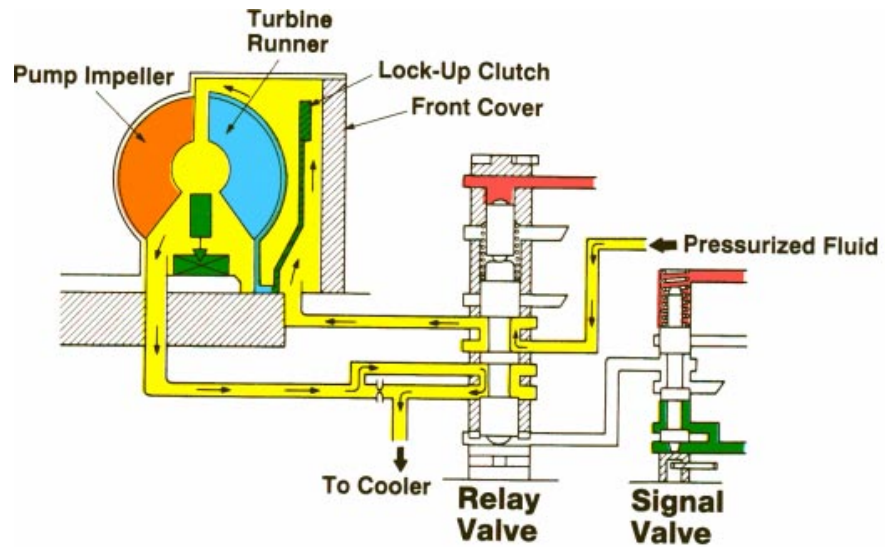 Turbine
Runner
Pump Impeller
Lock-Up Clutch
Front Cover
Pressurized Fluid
To Cooler
Relay
Valve
Signal
Valve